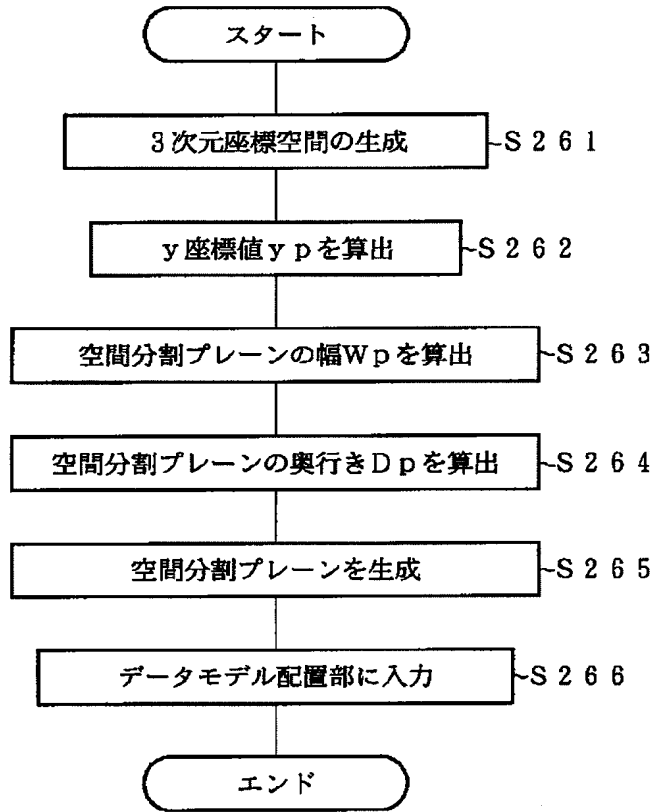 スタート
3次元座標空間の生成 ~S261
y座標値ypを算出 ~S262
空間分割プレーンの幅Wpを算出 ~S263
空間分割プレーンの奥行きDpを算出 ~S264
空間分割プレーンを生成 ~S265
データモデル配置部に入力 ~S266
エンド